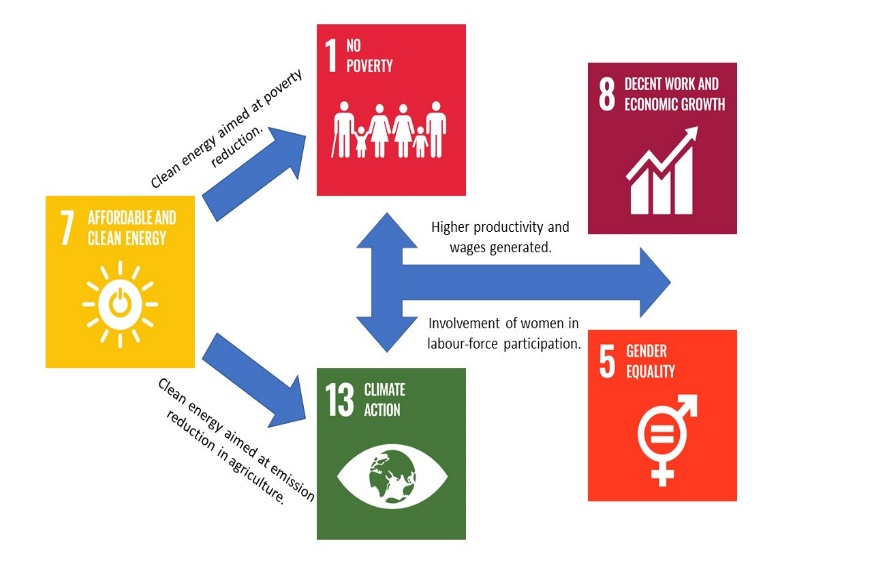 1 NO
POVERTY
8 DECENT WORK AND
ECONOMIC GROWTH
Clean energy aimed at poverty
reduction.
7 AFFORDABLE AND
CLEAN ENERGY
Higher productivity and
wages generated.
Involvement of women in
labour-force participation.
5 GENDER
EQUALITY
Clean energy aimed at emission
reduction in agriculture.
13 CLIMATE
ACTION